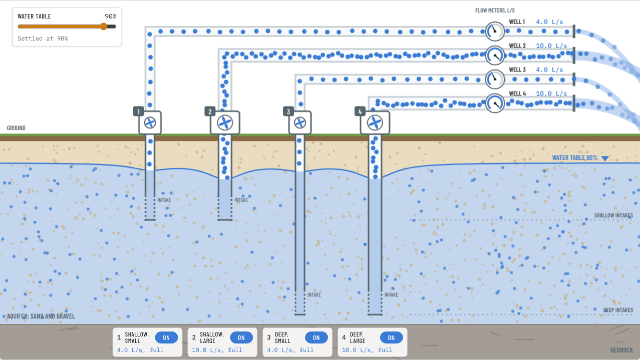 WATER TABLE 90%
Settled at 90%
FLOW METERS, L/s
WELL 1 4.0 L/s
WELL 2 10.0 L/s
WELL 3 4.0 L/s
WELL 4 10.0 L/s
1
2
3
4
GROUND
WATER TABLE, 90%
INTAKE
INTAKE
SHALLOW INTAKES
INTAKE
INTAKE
DEEP INTAKES
AQUIFER: SAND AND GRAVEL
1 SHALLOW, SMALL ON
4.0 L/s, full
2 SHALLOW, LARGE ON
10.0 L/s, full
3 DEEP, SMALL ON
4.0 L/s, full
4 DEEP, LARGE ON
10.0 L/s, full
BEDROCK